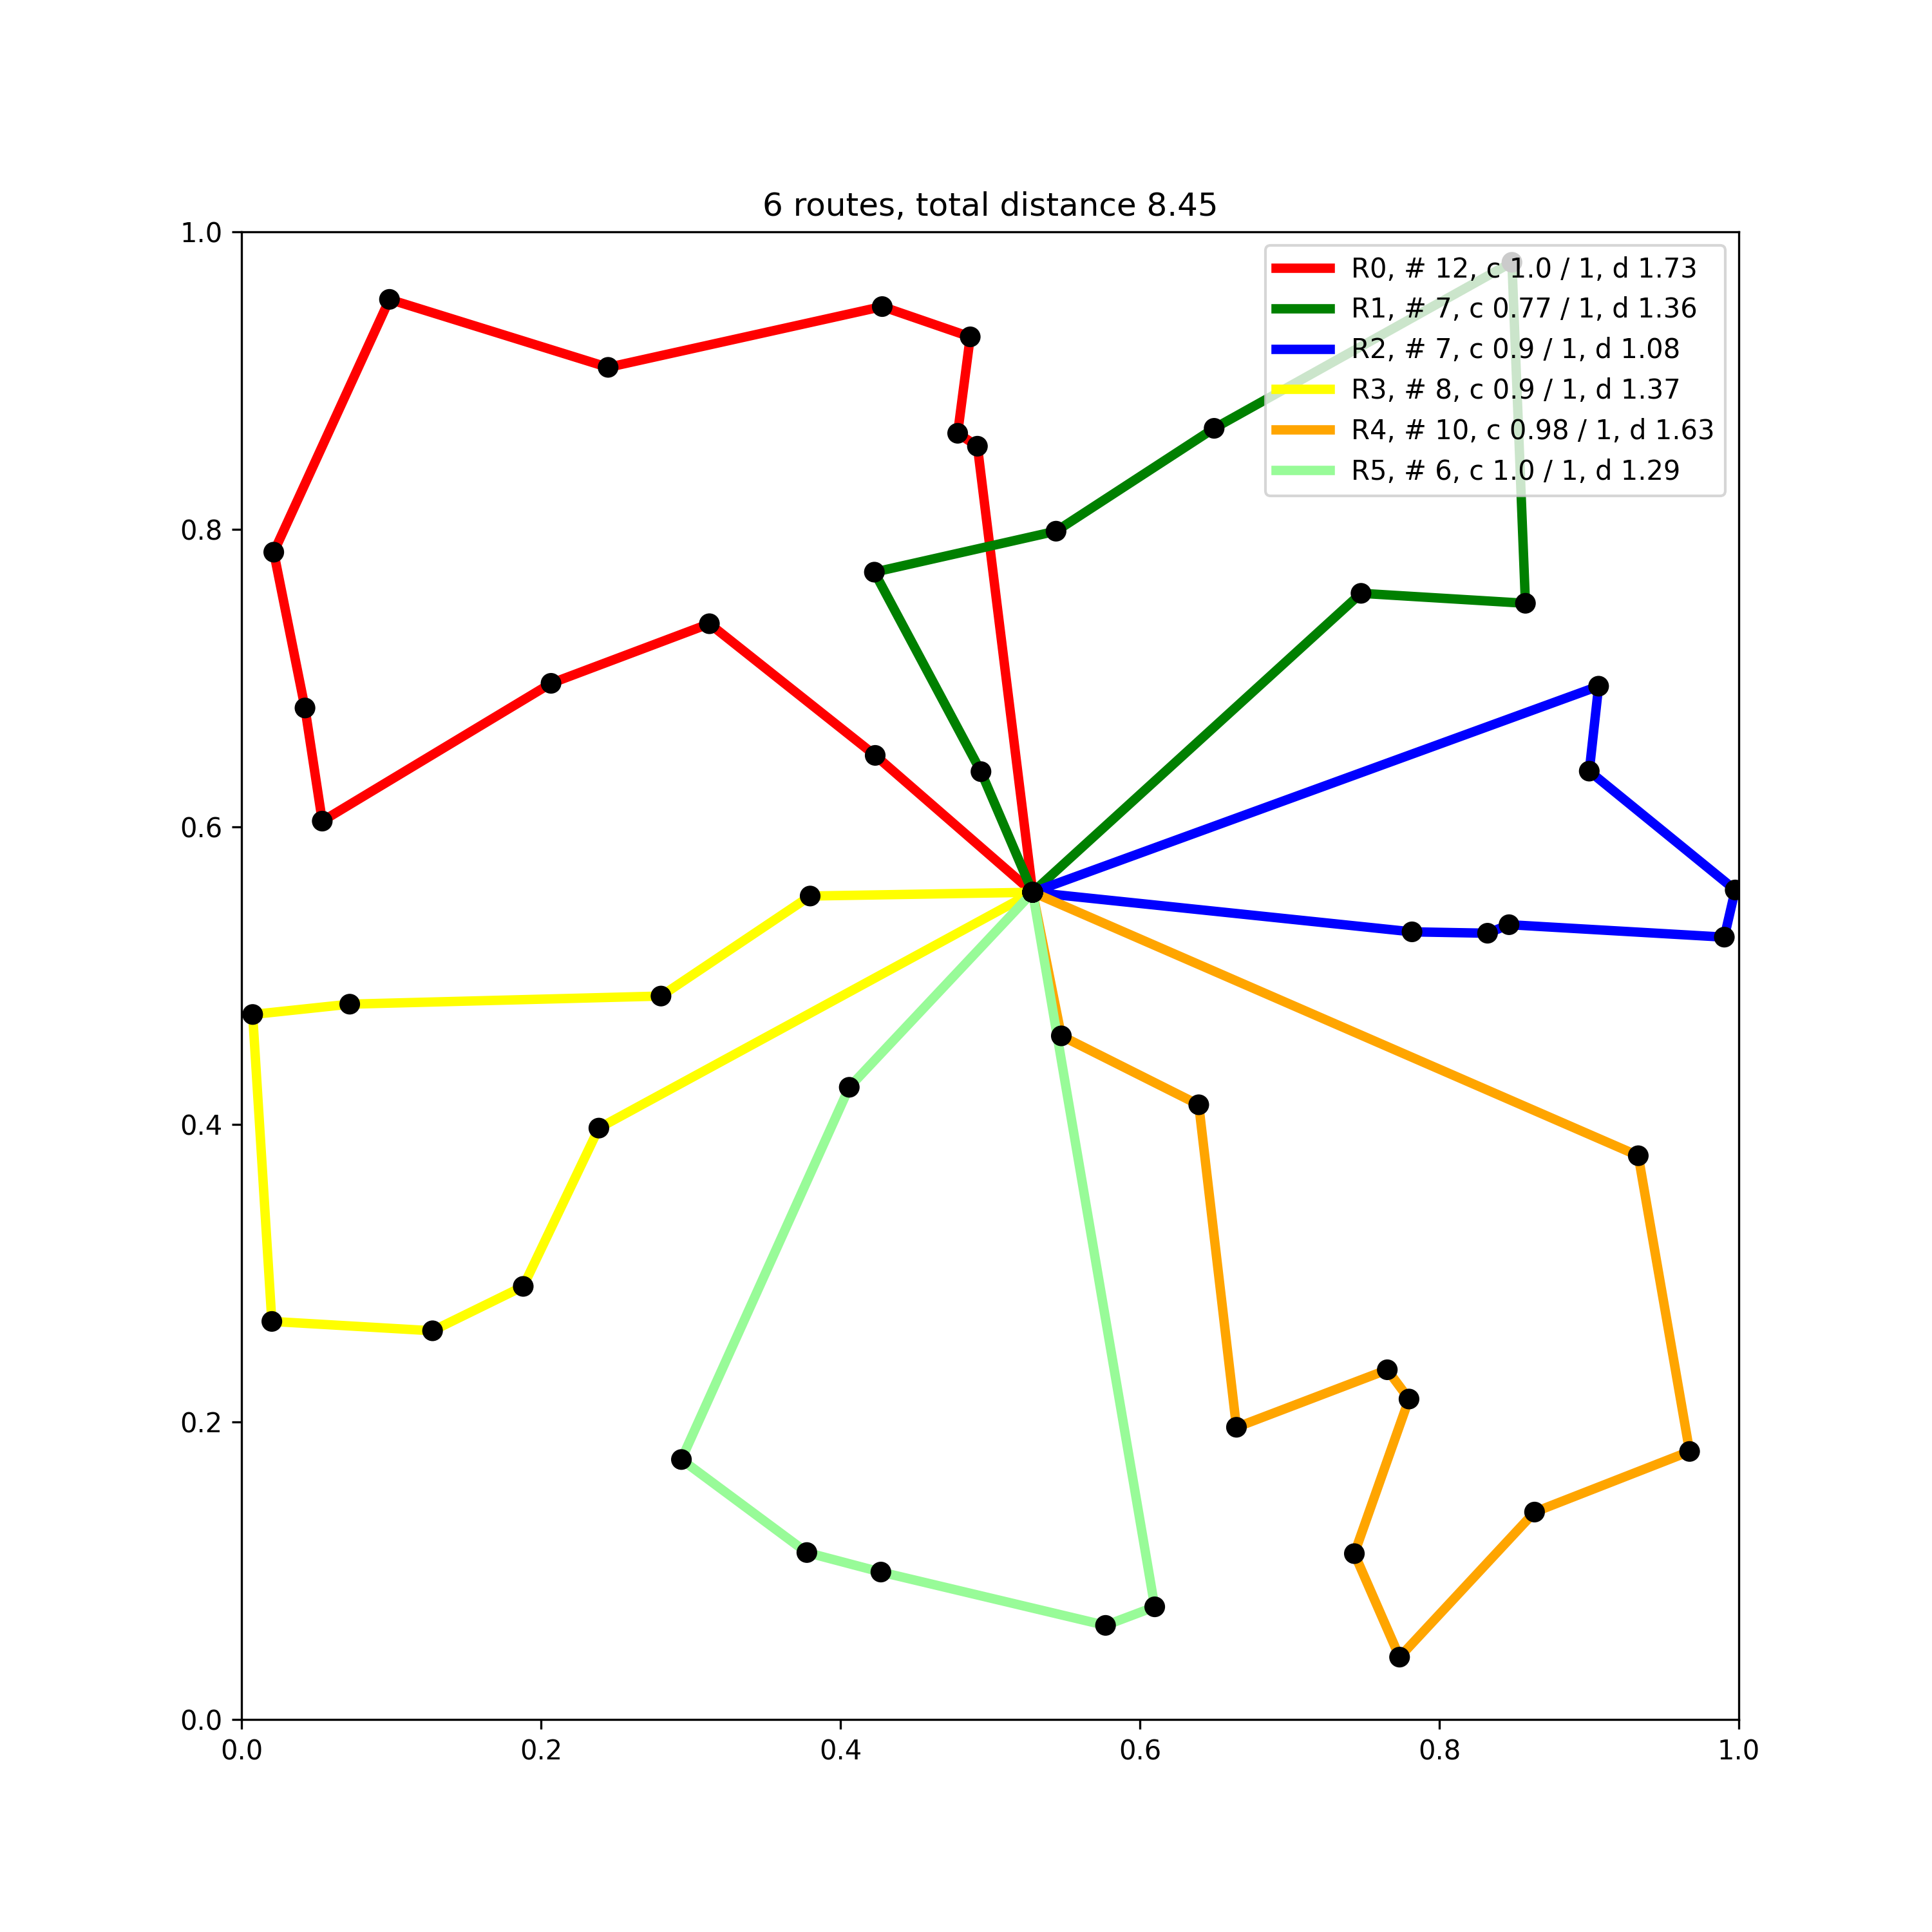 6 routes, total distance 8.45
1.0
0.8
0.6
0.4
0.2
0.0
0.0 0.2 0.4 0.6 0.8 1.0
R0, # 12, c 1.0 / 1, d 1.73
R1, # 7, c 0.77 / 1, d 1.36
R2, # 7, c 0.9 / 1, d 1.08
R3, # 8, c 0.9 / 1, d 1.37
R4, # 10, c 0.98 / 1, d 1.63
R5, # 6, c 1.0 / 1, d 1.29